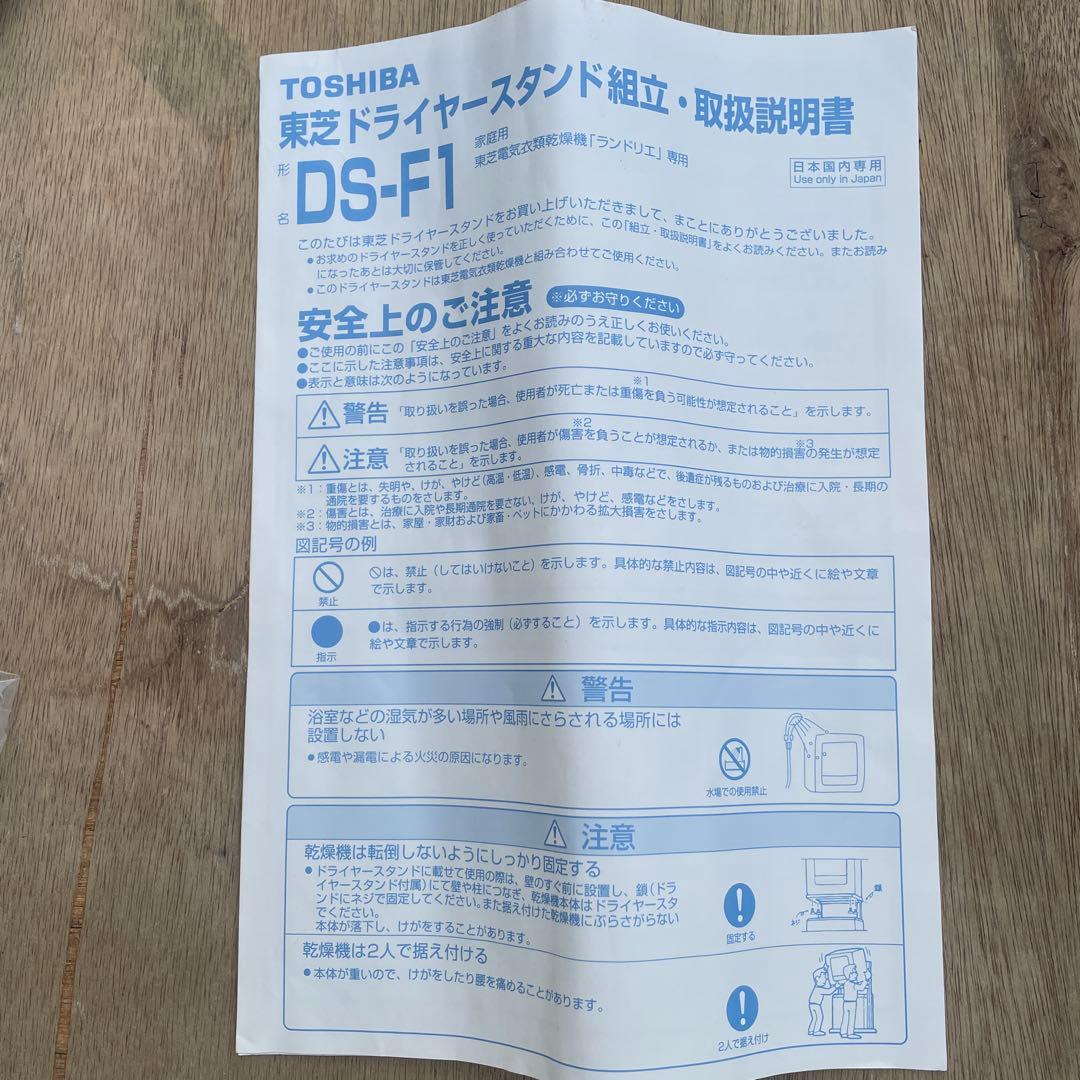 TOSHIBA
東芝ドライヤースタンド組立・取扱説明書
形名
DS-F1
家庭用
東芝電気衣類乾燥機「ランドリエ」専用
日本国内専用
Use only in Japan
このたびは東芝ドライヤースタンドをお買い上げいただきまして、まことにありがとうございました。
●お求めのドライヤースタンドを正しく使っていただくために、この「組立・取扱説明書」をよくお読みください。またお読み
になったあとは大切に保管してください。
●このドライヤースタンドは東芝電気衣類乾燥機と組み合わせてご使用ください。
安全上のご注意
※必ずお守りください
●ご使用の前にこの「安全上のご注意」をよくお読みのうえ正しくお使いください。
●ここに示した注意事項は、安全上に関する重大な内容を記載していますので必ず守ってください。
●表示と意味は次のようになっています。
※1
警告
「取り扱いを誤った場合、使用者が死亡または重傷を負う可能性が想定されること」を示します。
※2
※3
注意
「取り扱いを誤った場合、使用者が傷害を負うことが想定されるか、または物的損害の発生が想定
されること」を示します。
※1：重傷とは、失明や、けが、やけど(高温・低温)、感電、骨折、中毒などで、後遺症が残るものおよび治療に入院・長期の
通院を要するものをさします。
※2：傷害とは、治療に入院や長期通院を要さない、けが、やけど、感電などをさします。
※3：物的損害とは、家屋・家財および家畜・ペットにかかわる拡大損害をさします。
図記号の例
禁止
は、禁止（してはいけないこと）を示します。具体的な禁止内容は、図記号の中や近くに絵や文章
で示します。
指示
●は、指示する行為の強制（必ずすること）を示します。具体的な指示内容は、図記号の中や近くに
絵や文章で示します。
警告
浴室などの湿気が多い場所や風雨にさらされる場所には
設置しない
●感電や漏電による火災の原因になります。
水場での使用禁止
注意
乾燥機は転倒しないようにしっかり固定する
●ドライヤースタンドに載せて使用の際は、壁のすぐ前に設置し、鎖（ドラ
イヤースタンド付属）にて壁や柱につなぎ、乾燥機本体はドライヤースタ
ンドにネジで固定してください。また据え付けた乾燥機にぶらさがらない
でください。
本体が落下し、けがをすることがあります。
固定する
乾燥機は2人で据え付ける
●本体が重いので、けがをしたり腰を痛めることがあります。
2人で据え付け